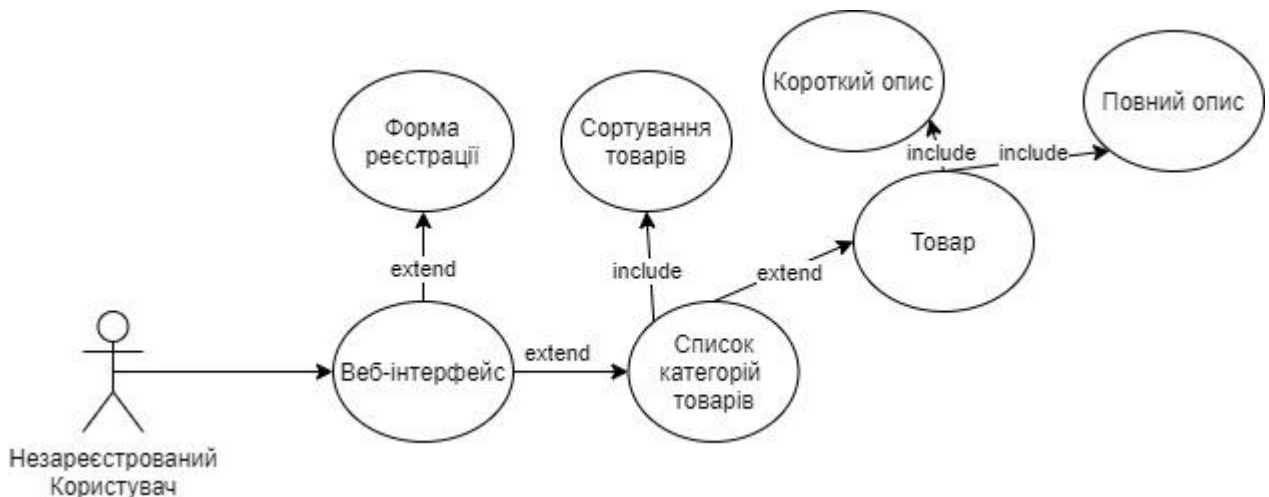 Короткий опис
Повний опис
Форма
реєстрації
Сортування
товарів
include
include
Товар
extend
include
extend
Веб-інтерфейс
extend
Список
категорій
товарів
Незареєстрований
Користувач